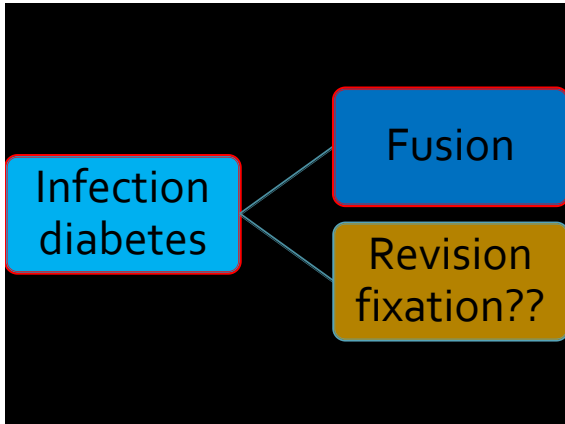 Infection
diabetes
Fusion
Revision
fixation??